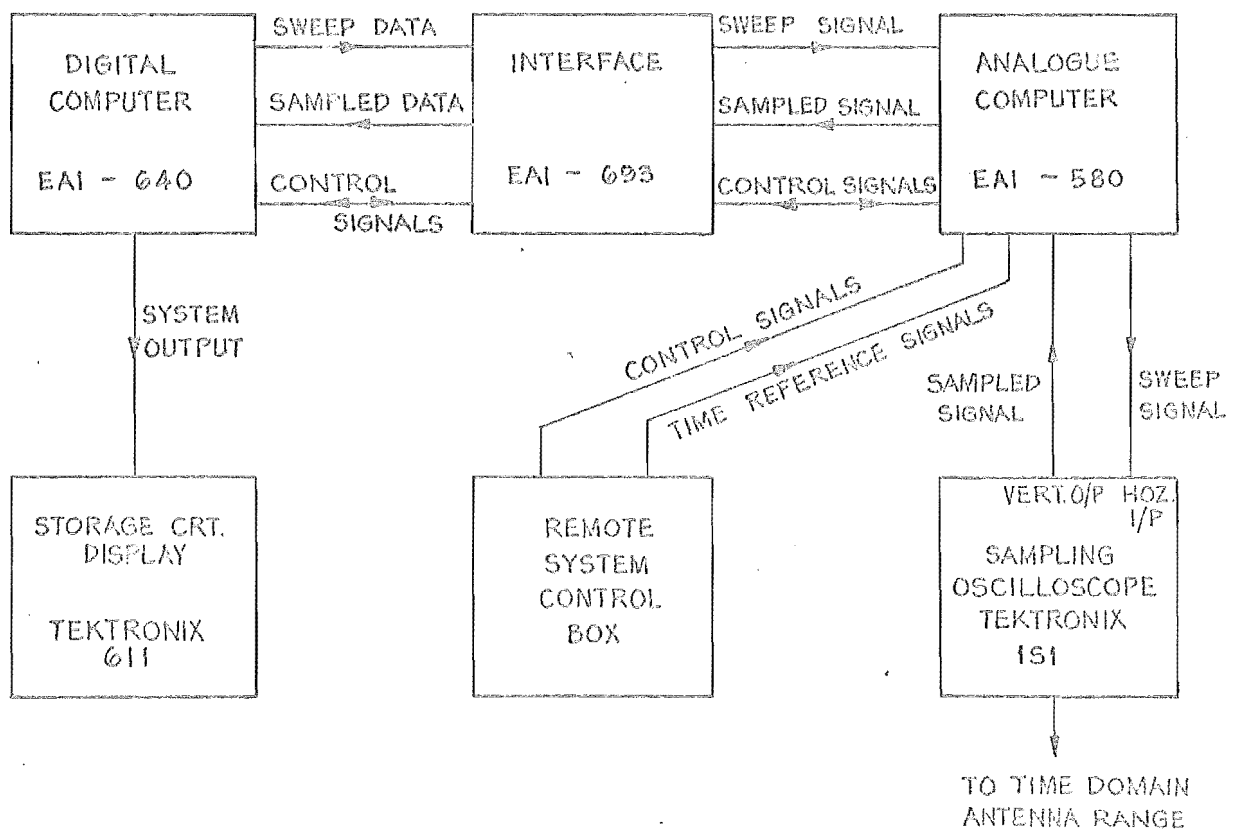 SWEEP DATA
SWEEP SIGNAL
DIGITAL
COMPUTER
EAI - 640
INTERFACE
EAI - 693
ANALOGUE
COMPUTER
EAI - 580
SAMPLED DATA
SAMPLED SIGNAL
CONTROL
SIGNALS
CONTROL SIGNALS
SYSTEM
OUTPUT
CONTROL SIGNALS
TIME REFERENCE SIGNALS
SAMPLED
SIGNAL
SWEEP
SIGNAL
STORAGE CRT.
DISPLAY
TEKTRONIX
611
REMOTE
SYSTEM
CONTROL
BOX
VERT. O/P HOZ.
I/P
SAMPLING
OSCILLOSCOPE
TEKTRONIX
1S1
TO TIME DOMAIN
ANTENNA RANGE